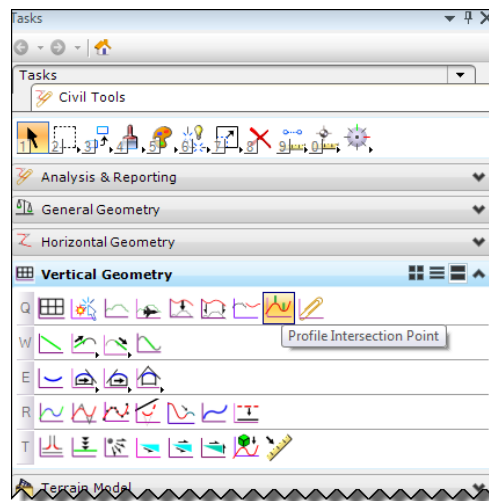 Tasks
Tasks
Civil Tools
1 2 3 4 5 6 7 8 9 0
Analysis & Reporting
General Geometry
Horizontal Geometry
Vertical Geometry
Q
Profile Intersection Point
W
E
R
T
Terrain Model